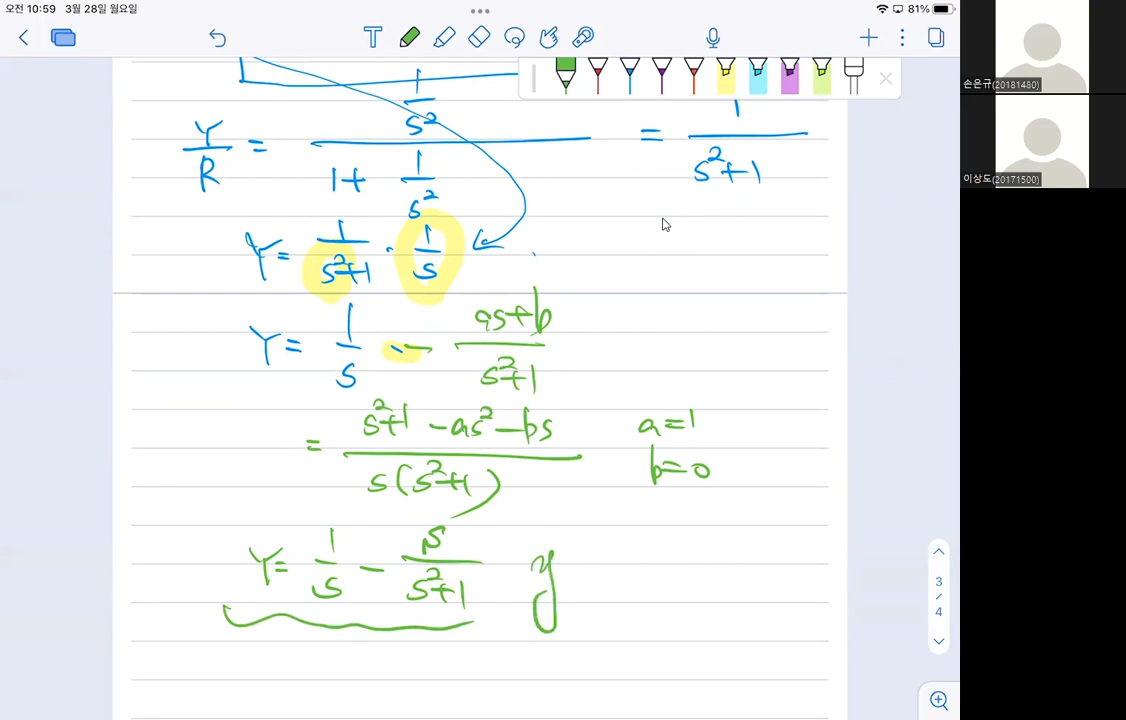 오전 10:59 3월 28일 월요일
81%
손은규(20181480)
이상도(20171500)
Y/R = (1/s²)/(1+ 1/s²) = 1/(s²+1)
Y= 1/(s²+1) · 1/s
Y= 1/s - (as+b)/(s²+1)
= (s²+1 -as² -bs)/(s(s²+1))
a=1
b=0
Y= 1/s - s/(s²+1) y
3
/
4